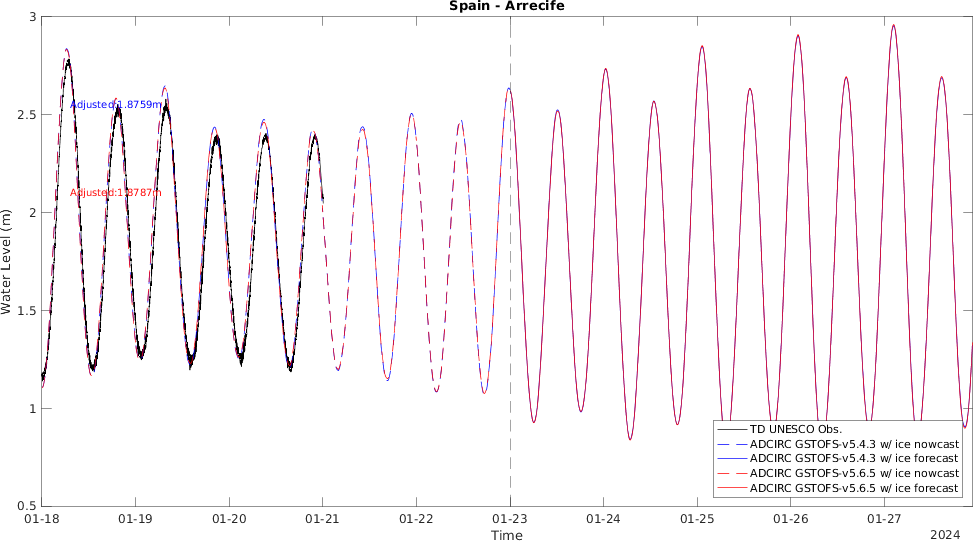 Spain - Arrecife
3
2.5
2
1.5
1
0.5
Water Level (m)
Adjusted:1.8759m
Adjusted:1.8787m
TD UNESCO Obs.
ADCIRC GSTOFS-v5.4.3 w/ ice nowcast
ADCIRC GSTOFS-v5.4.3 w/ ice forecast
ADCIRC GSTOFS-v5.6.5 w/ ice nowcast
ADCIRC GSTOFS-v5.6.5 w/ ice forecast
01-18 01-19 01-20 01-21 01-22 01-23 01-24 01-25 01-26 01-27
Time
2024